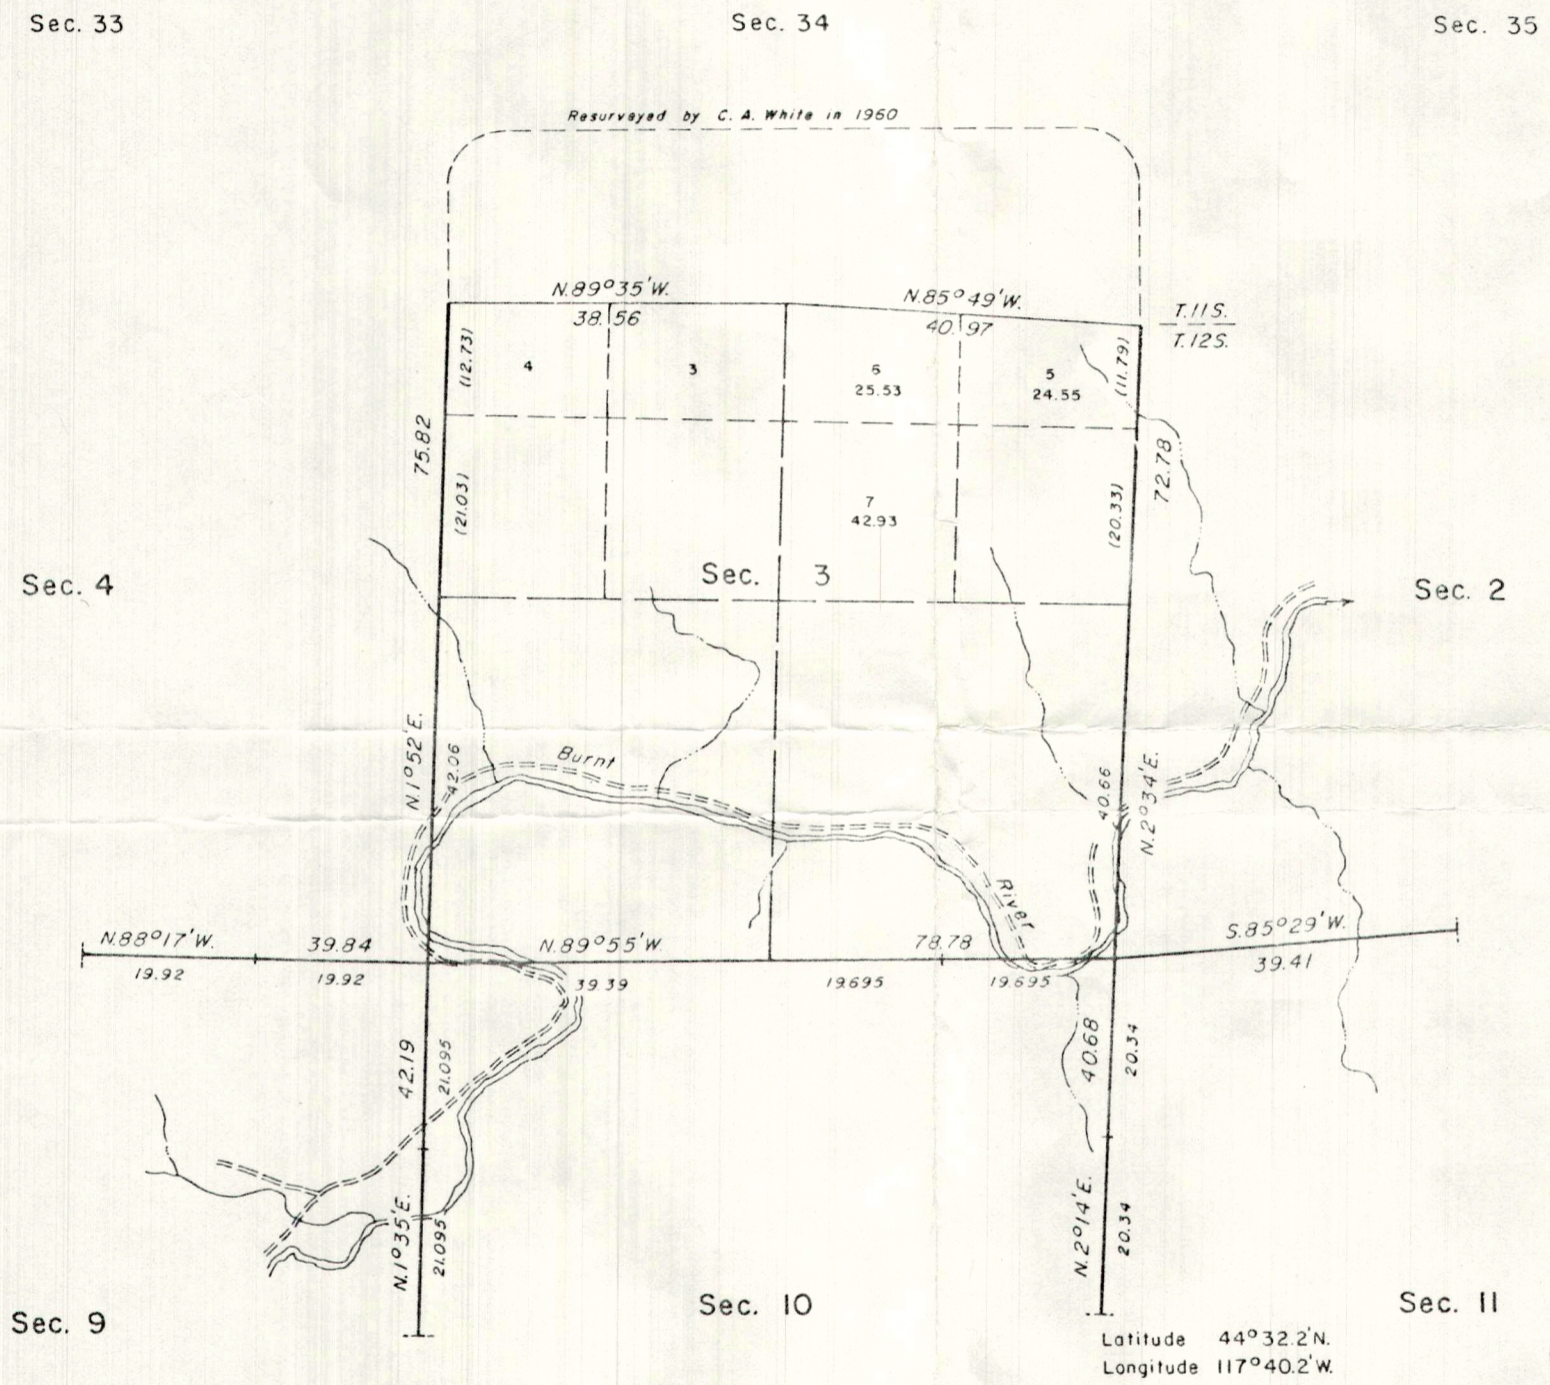 Sec. 33
Sec. 34
Sec. 35
Resurveyed by C. A. White in 1960
N.89°35'W.
38.56
N.85°49'W.
40.97
T.11S.
T.12S.
(12.73)
4
3
6
25.53
5
24.55
(11.79)
75.82
72.78
(21.03)
7
42.93
(20.33)
Sec. 3
Sec. 4
Sec. 2
N.1°52'E.
42.06
Burnt
River
40.66
N.2°34'E.
N.88°17'W.
39.84
N.89°55'W.
78.78
S.85°29'W.
19.92
19.92
39.39
19.695
19.695
39.41
42.19
21.095
40.68
20.34
N.1°35'E.
21.095
N.2°14'E.
20.34
Sec. 9
Sec. 10
Sec. 11
Latitude 44°32.2'N.
Longitude 117°40.2'W.